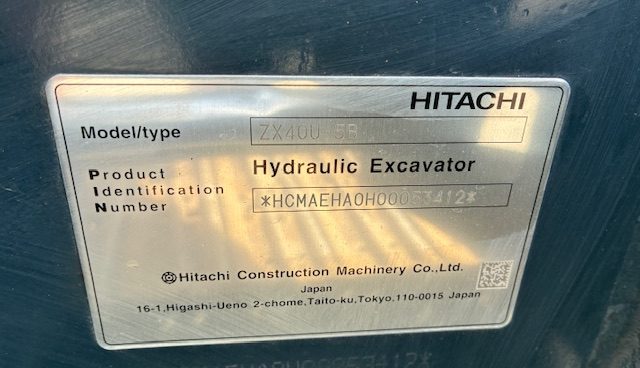 HITACHI
Model/type ZX40U-5B
Hydraulic Excavator
Product
Identification
Number
*HCMAEHA0H00053412*
Hitachi Construction Machinery Co.,Ltd.
Japan
16-1,Higashi-Ueno 2-chome,Taito-ku,Tokyo,110-0015 Japan